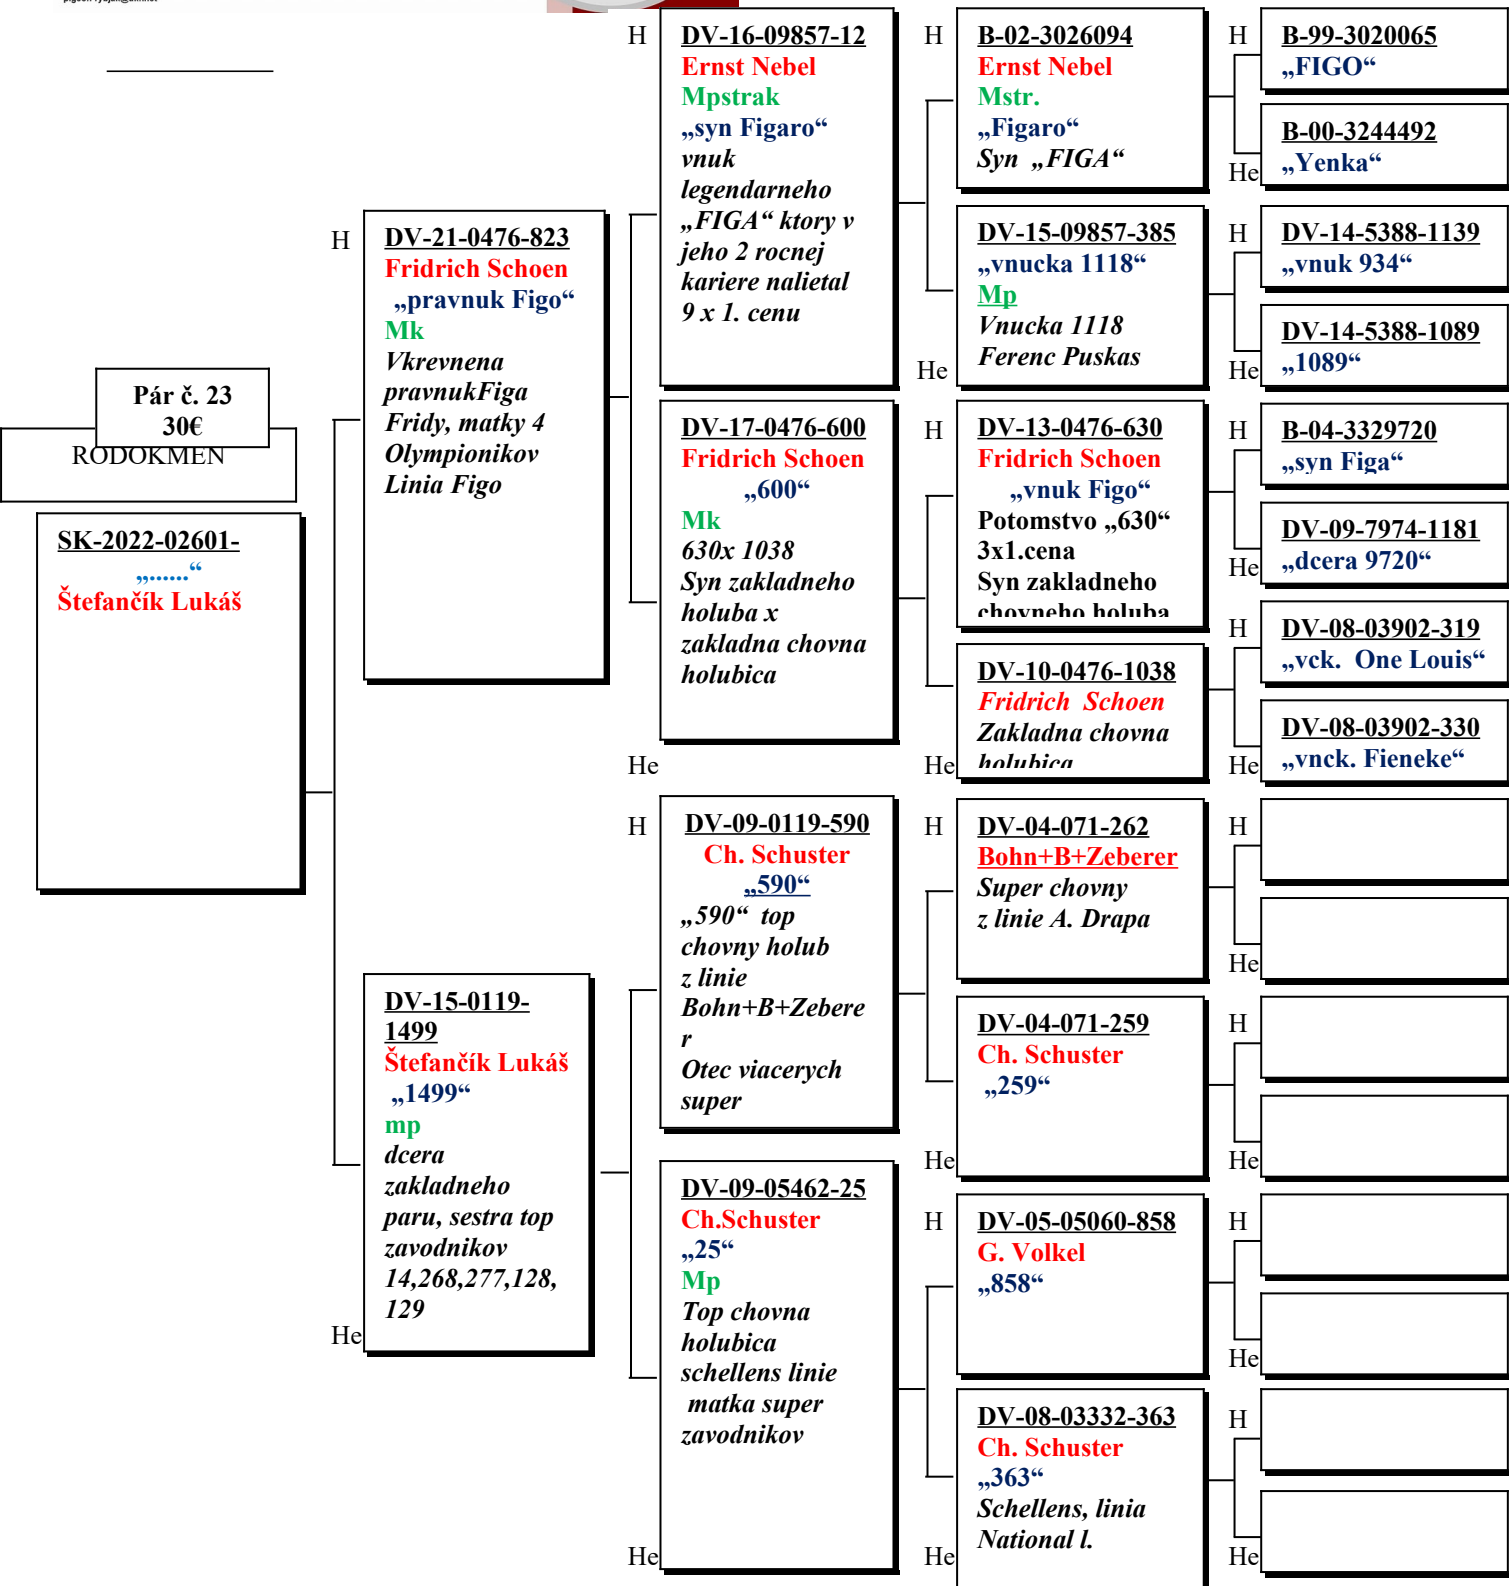 Pár č. 23
30€
RODOKMEŇ
SK-2022-02601-
„......“
Štefančík Lukáš
H
DV-21-0476-823
Fridrich Schoen
„pravnuk Figo“
Mk
Vkrevnena
pravnukFiga
Fridy, matky 4
Olympionikov
Linia Figo
He
DV-15-0119-
1499
Štefančík Lukáš
„1499“
mp
dcera
zakladneho
paru, sestra top
zavodnikov
14,268,277,128,
129
H
DV-16-09857-12
Ernst Nebel
Mpstrak
„syn Figaro“
vnuk
legendarneho
„FIGA“ ktory v
jeho 2 rocnej
kariere nalietal
9 x 1. cenu
He
DV-17-0476-600
Fridrich Schoen
„600“
Mk
630x 1038
Syn zakladneho
holuba x
zakladna chovna
holubica
H
DV-09-0119-590
Ch. Schuster
„590“
„590“ top
chovny holub
z linie
Bohn+B+Zebere
r
Otec viacerych
super
He
DV-09-05462-25
Ch.Schuster
„25“
Mp
Top chovna
holubica
schellens linie
matka super
zavodnikov
H
B-02-3026094
Ernst Nebel
Mstr.
„Figaro“
Syn „FIGA“
He
DV-15-09857-385
„vnucka 1118“
Mp
Vnucka 1118
Ferenc Puskas
H
DV-13-0476-630
Fridrich Schoen
„vnuk Figo“
Potomstvo „630“
3x1.cena
Syn zakladneho
chovneho holuba
He
DV-10-0476-1038
Fridrich Schoen
Zakladna chovna
holubica
H
DV-04-071-262
Bohn+B+Zeberer
Super chovny
z linie A. Drapa
He
DV-04-071-259
Ch. Schuster
„259“
H
DV-05-05060-858
G. Volkel
„858“
He
DV-08-03332-363
Ch. Schuster
„363“
Schellens, linia
National l.
H
B-99-3020065
„FIGO“
He
B-00-3244492
„Yenka“
H
DV-14-5388-1139
„vnuk 934“
He
DV-14-5388-1089
„1089“
H
B-04-3329720
„syn Figa“
He
DV-09-7974-1181
„dcera 9720“
H
DV-08-03902-319
„vck. One Louis“
He
DV-08-03902-330
„vnck. Fieneke“
H
He
H
He
H
He
H
He